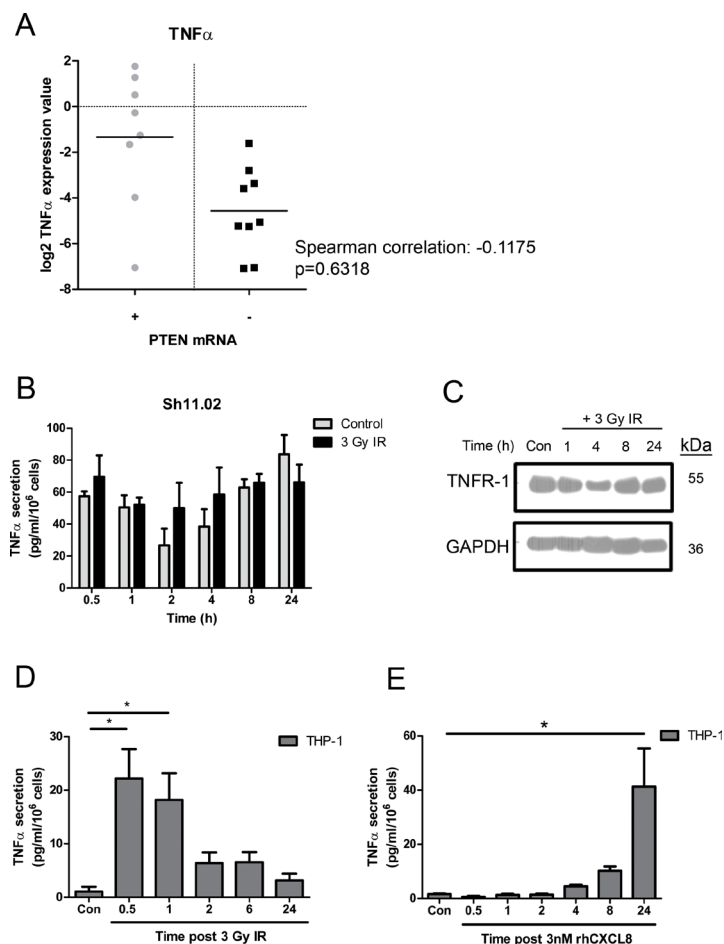 A
TNFα
log2 TNFα expression value
2
0
-2
-4
-6
-8
+ -
PTEN mRNA
Spearman correlation: -0.1175
p=0.6318
B
Sh11.02
Control
3 Gy IR
TNFα secretion
(pg/ml/10⁶ cells)
100
80
60
40
20
0
0.5 1 2 4 8 24
Time (h)
C
+ 3 Gy IR
Time (h) Con 1 4 8 24 kDa
TNFR-1 55
GAPDH 36
D
* 
*
THP-1
TNFα secretion
(pg/ml/10⁶ cells)
30
20
10
0
Con 0.5 1 2 6 24
Time post 3 Gy IR
E
*
THP-1
TNFα secretion
(pg/ml/10⁶ cells)
60
40
20
0
Con 0.5 1 2 4 8 24
Time post 3nM rhCXCL8